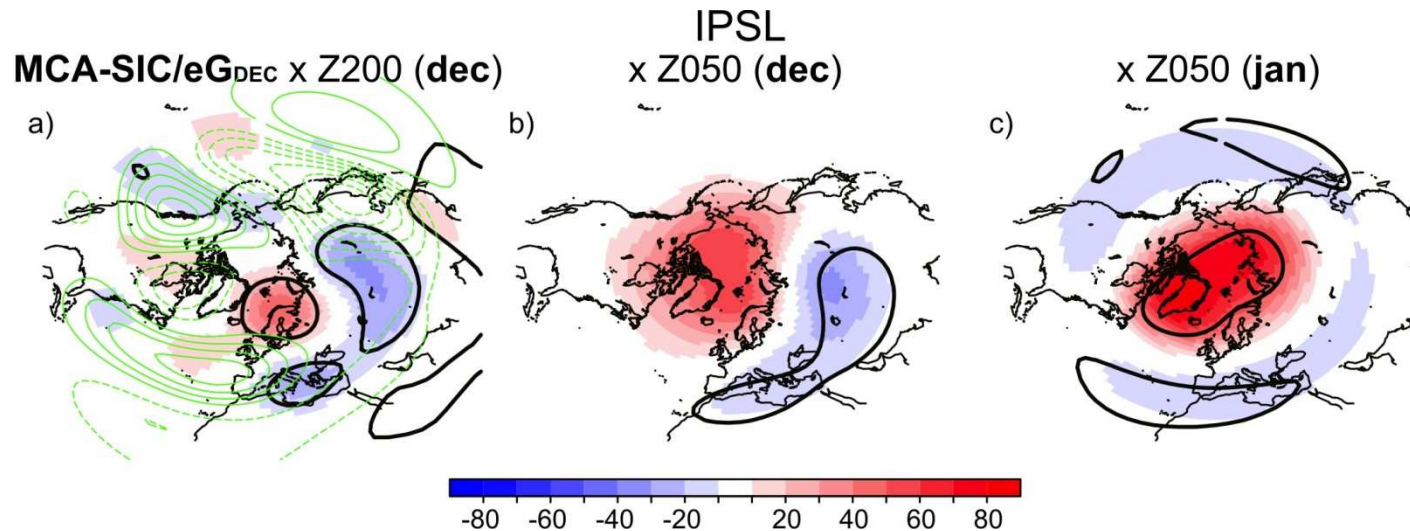 IPSL
MCA-SIC/eGDEC x Z200 (dec)
x Z050 (dec)
x Z050 (jan)
a)
b)
c)
-80 -60 -40 -20 20 40 60 80